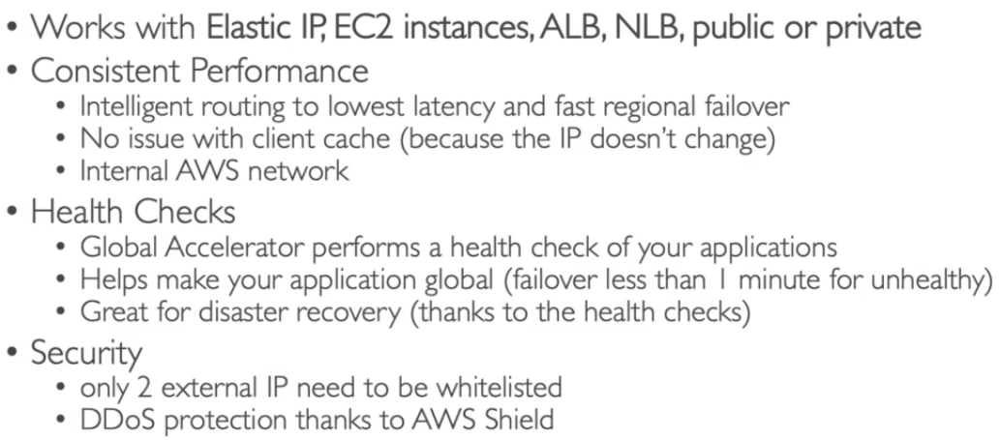 • Works with Elastic IP, EC2 instances, ALB, NLB, public or private
• Consistent Performance
• Intelligent routing to lowest latency and fast regional failover
• No issue with client cache (because the IP doesn't change)
• Internal AWS network
• Health Checks
• Global Accelerator performs a health check of your applications
• Helps make your application global (failover less than 1 minute for unhealthy)
• Great for disaster recovery (thanks to the health checks)
• Security
• only 2 external IP need to be whitelisted
• DDoS protection thanks to AWS Shield